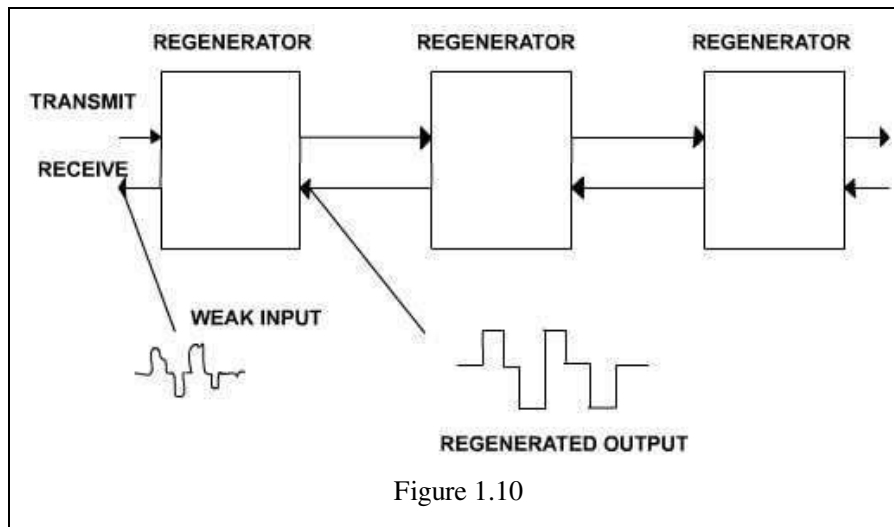 REGENERATOR REGENERATOR REGENERATOR
TRANSMIT
RECEIVE
WEAK INPUT
REGENERATED OUTPUT
Figure 1.10